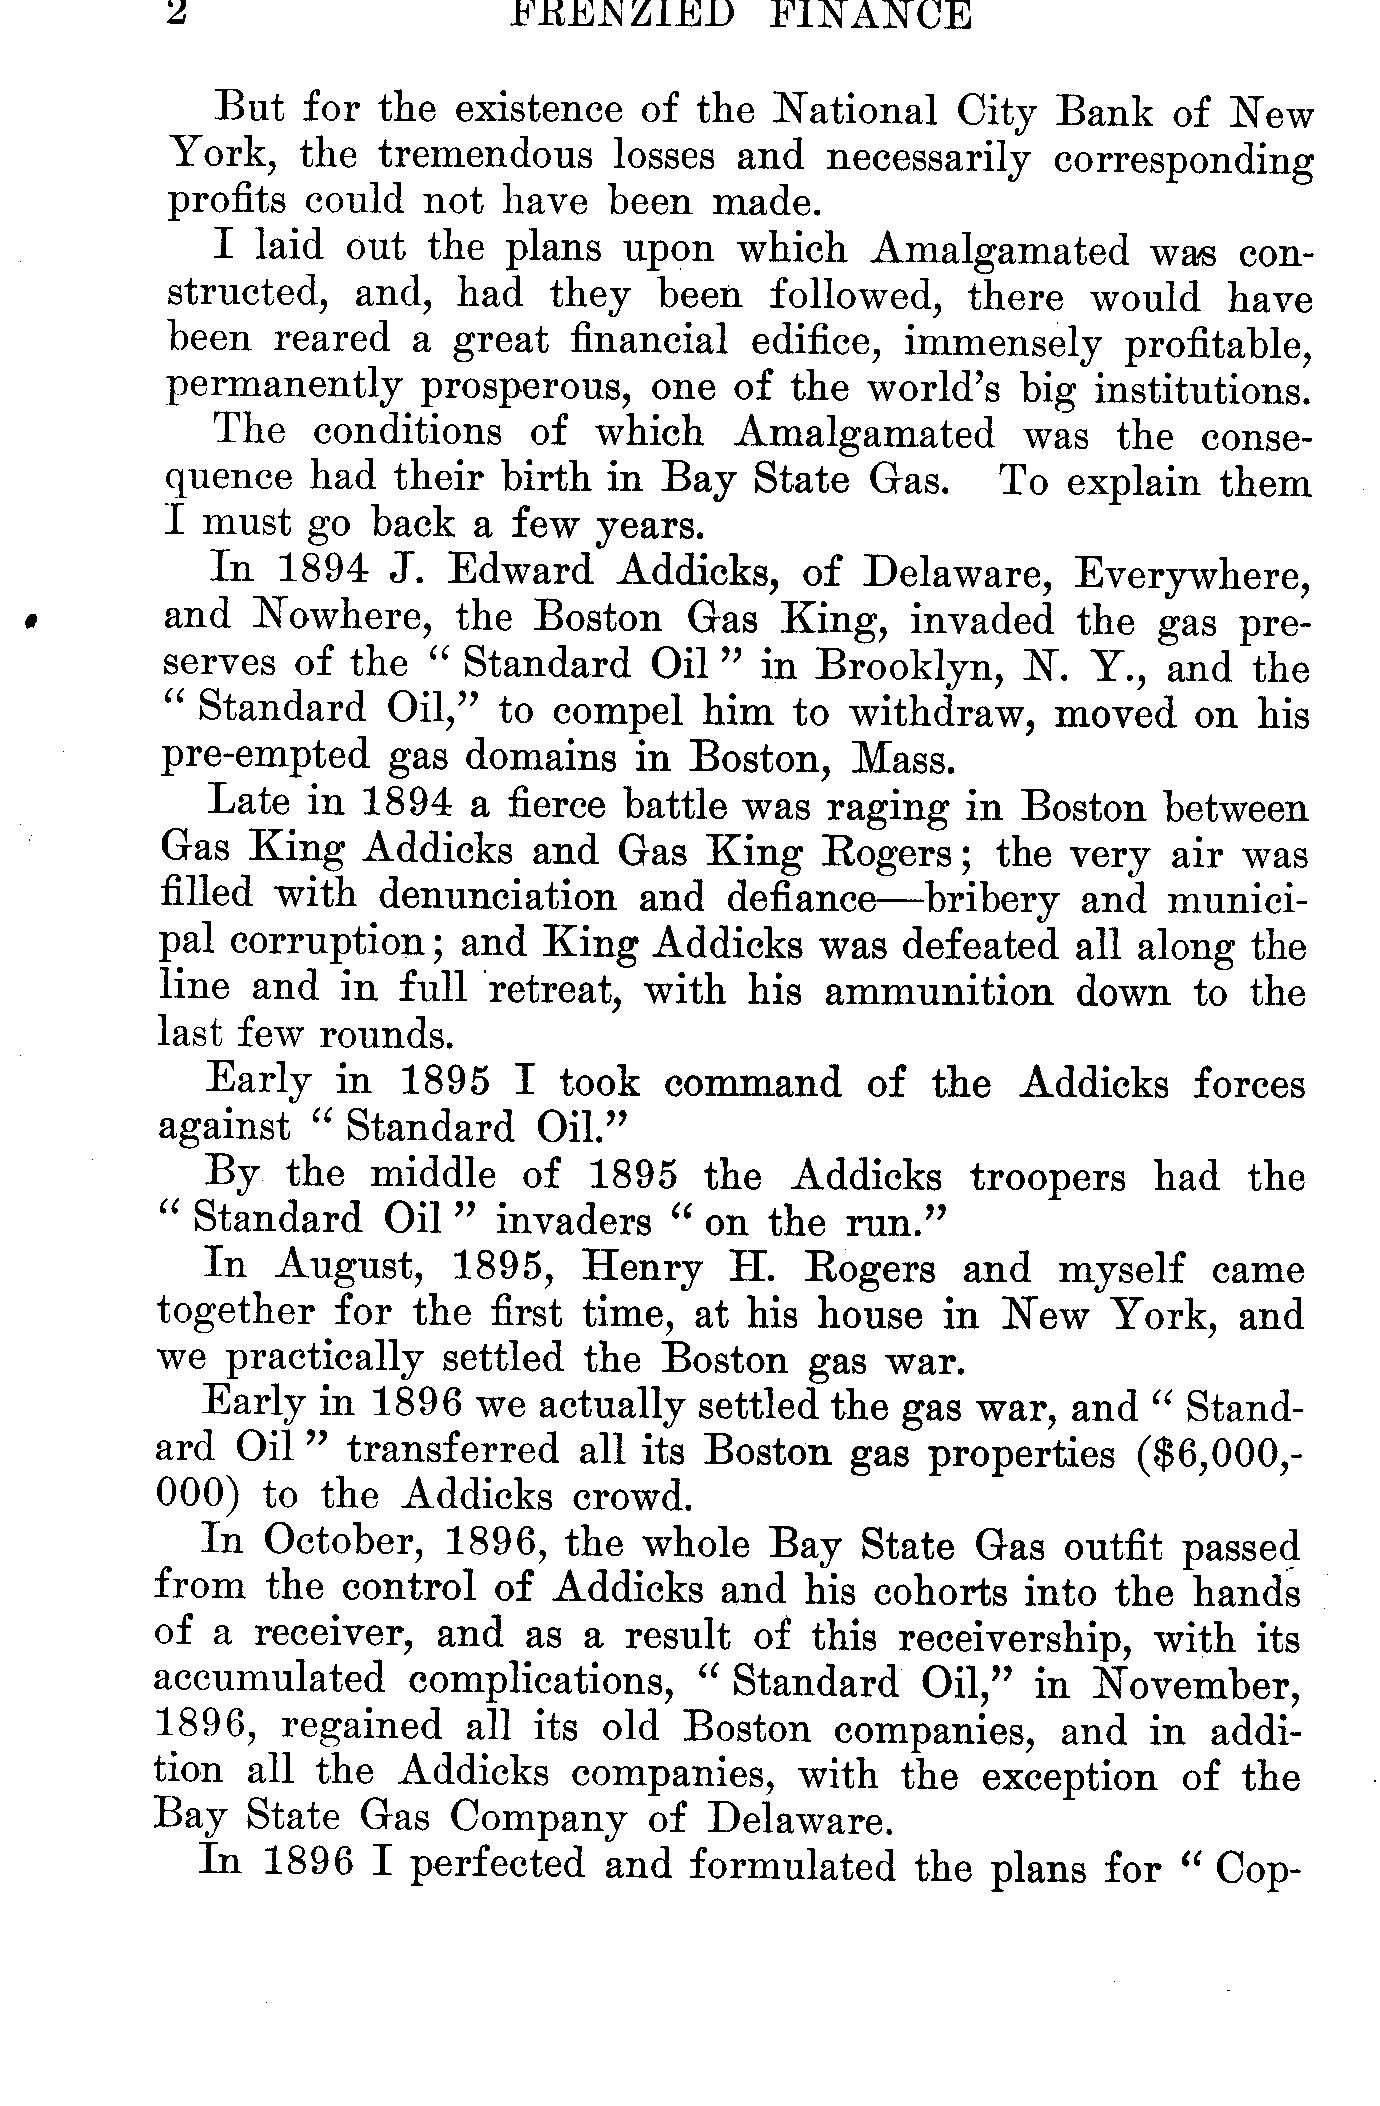 2 FRENZIED FINANCE
But for the existence of the National City Bank of New
York, the tremendous losses and necessarily corresponding
profits could not have been made.
I laid out the plans upon which Amalgamated was con-
structed, and, had they been followed, there would have
been reared a great financial edifice, immensely profitable,
permanently prosperous, one of the world's big institutions.
The conditions of which Amalgamated was the conse-
quence had their birth in Bay State Gas. To explain them
I must go back a few years.
In 1894 J. Edward Addicks, of Delaware, Everywhere,
and Nowhere, the Boston Gas King, invaded the gas pre-
serves of the “ Standard Oil ” in Brooklyn, N. Y., and the
“ Standard Oil,” to compel him to withdraw, moved on his
pre-empted gas domains in Boston, Mass.
Late in 1894 a fierce battle was raging in Boston between
Gas King Addicks and Gas King Rogers; the very air was
filled with denunciation and defiance—bribery and munici-
pal corruption; and King Addicks was defeated all along the
line and in full retreat, with his ammunition down to the
last few rounds.
Early in 1895 I took command of the Addicks forces
against “ Standard Oil.”
By the middle of 1895 the Addicks troopers had the
“ Standard Oil ” invaders “ on the run.”
In August, 1895, Henry H. Rogers and myself came
together for the first time, at his house in New York, and
we practically settled the Boston gas war.
Early in 1896 we actually settled the gas war, and “ Stand-
ard Oil ” transferred all its Boston gas properties ($6,000,-
000) to the Addicks crowd.
In October, 1896, the whole Bay State Gas outfit passed
from the control of Addicks and his cohorts into the hands
of a receiver, and as a result of this receivership, with its
accumulated complications, “ Standard Oil,” in November,
1896, regained all its old Boston companies, and in addi-
tion all the Addicks companies, with the exception of the
Bay State Gas Company of Delaware.
In 1896 I perfected and formulated the plans for “ Cop-